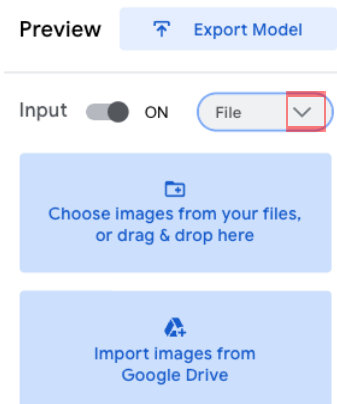 Preview
Export Model
Input
ON
File
Choose images from your files,
or drag & drop here
Import images from
Google Drive